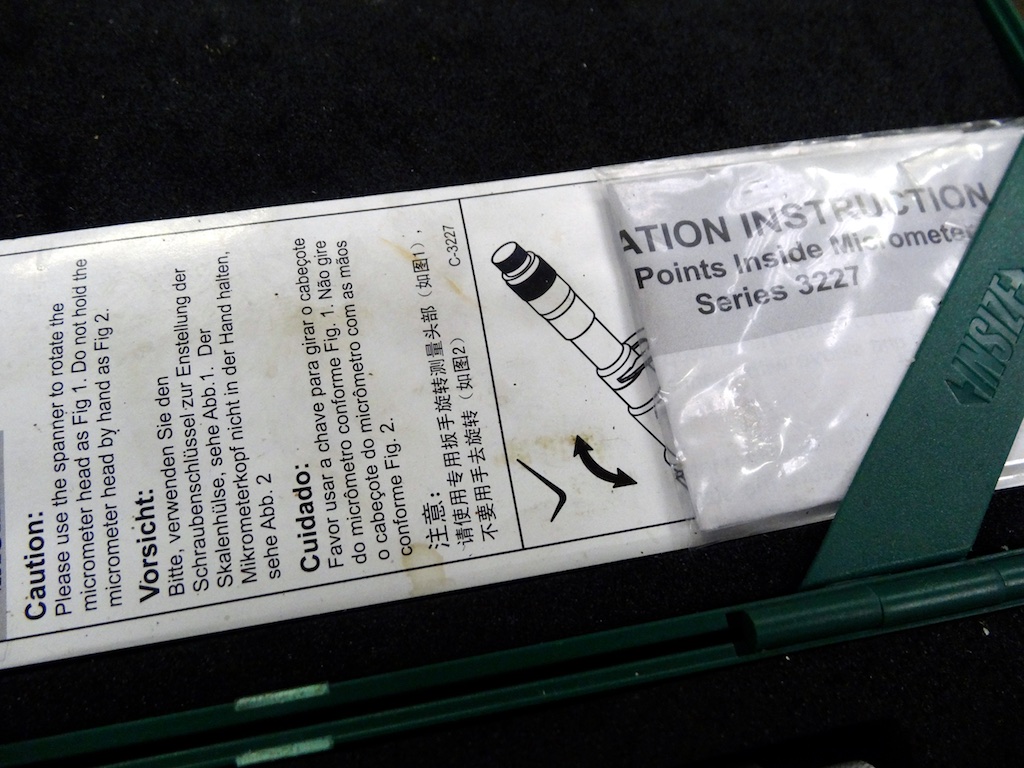 Caution:
Please use the spanner to rotate the
micrometer head as Fig 1. Do not hold the
micrometer head by hand as Fig 2.
Vorsicht:
Bitte, verwenden Sie den
Schraubenschlüssel zur Enstellung der
Skalenhülse, sehe Abb.1. Der
Mikrometerkopf nicht in der Hand halten,
sehe Abb. 2
Cuidado:
Favor usar a chave para girar o cabeçote
do micrômetro conforme Fig. 1. Não gire
o cabeçote do micrômetro com as mãos
conforme Fig. 2.
注意：
请使用专用扳手旋转测量头部（如图1），
不要用手去旋转（如图2）
C-3227
ATION INSTRUCTION
Points Inside Micrometer
Series 3227
INSIZE